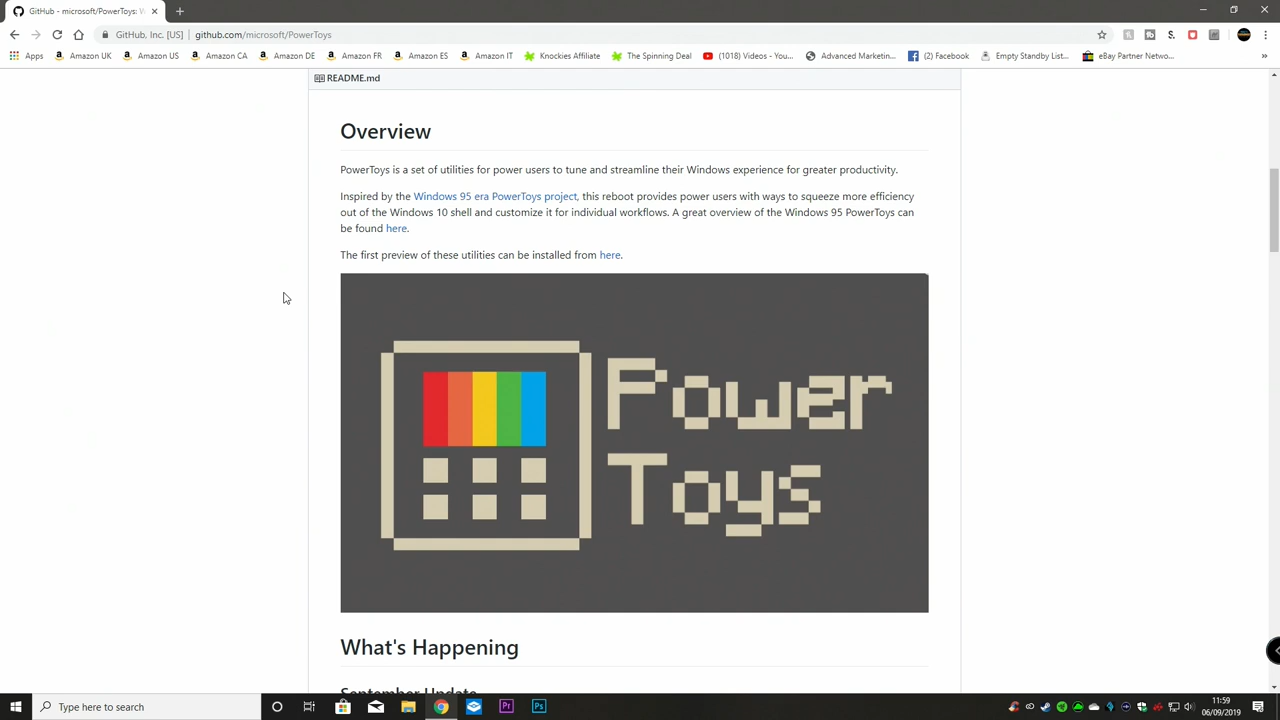 GitHub - microsoft/PowerToys: W
GitHub, Inc. [US]
github.com/microsoft/PowerToys
Apps
Amazon UK
Amazon US
Amazon CA
Amazon DE
Amazon FR
Amazon ES
Amazon IT
Knockies Affiliate
The Spinning Deal
(1018) Videos - You...
Advanced Marketin...
(2) Facebook
Empty Standby List...
eBay Partner Netwo...
README.md
Overview
PowerToys is a set of utilities for power users to tune and streamline their Windows experience for greater productivity.
Inspired by the Windows 95 era PowerToys project, this reboot provides power users with ways to squeeze more efficiency
out of the Windows 10 shell and customize it for individual workflows. A great overview of the Windows 95 PowerToys can
be found here.
The first preview of these utilities can be installed from here.
Power
Toys
What's Happening
September Update
Type here to search
Pr
Ps
11:59
06/09/2019